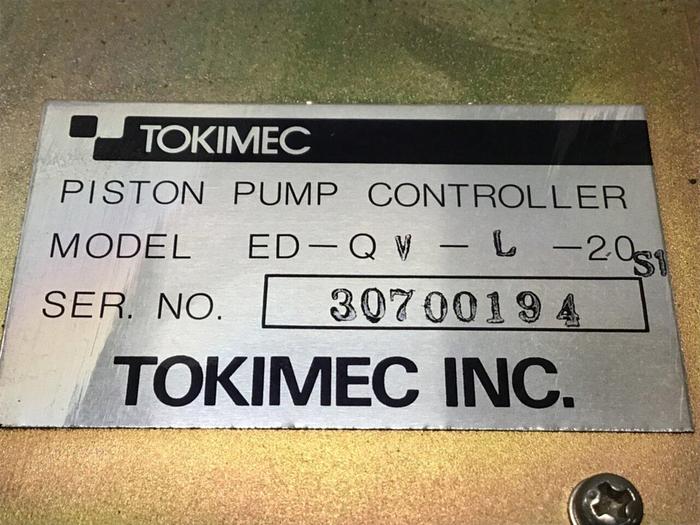 TOKIMEC
PISTON PUMP CONTROLLER
MODEL ED-QV-L-20S1
SER. NO. 30700194
TOKIMEC INC.